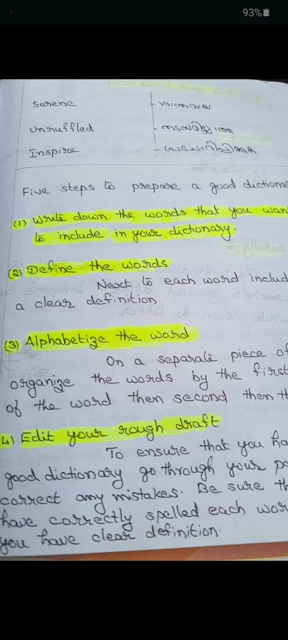 93%
Serene - ശാന്തമായ
Unruffled
Inspire
Five steps to prepare a good dictiona
(1) Write down the words that you wan
to include in your dictionary.
(2) Define the words
Next to each word includ
a clear definition
(3) Alphabetize the word
On a separate piece of
organize the words by the first
of the word then second then th
4) Edit your rough draft
To ensure that you ha
good dictionary go through your pa
correct any mistakes. Be sure th
have correctly spelled each wor
you have clear definition.